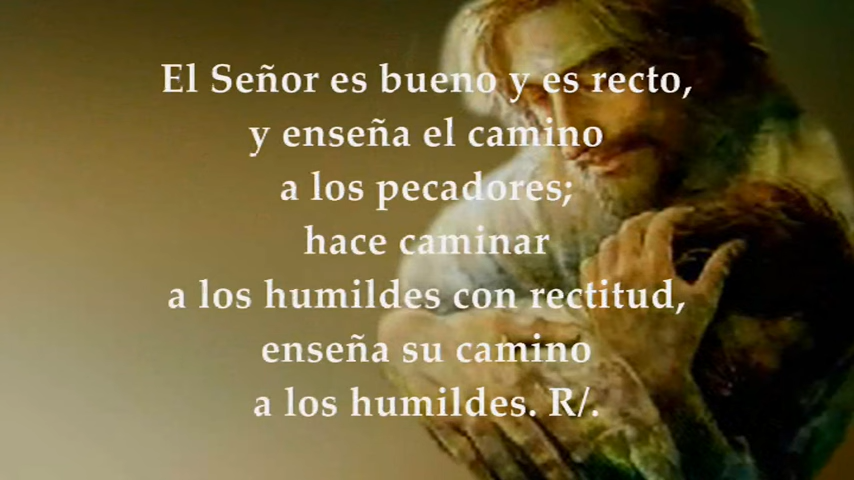 El Señor es bueno y es recto,
y enseña el camino
a los pecadores;
hace caminar
a los humildes con rectitud,
enseña su camino
a los humildes. R/.